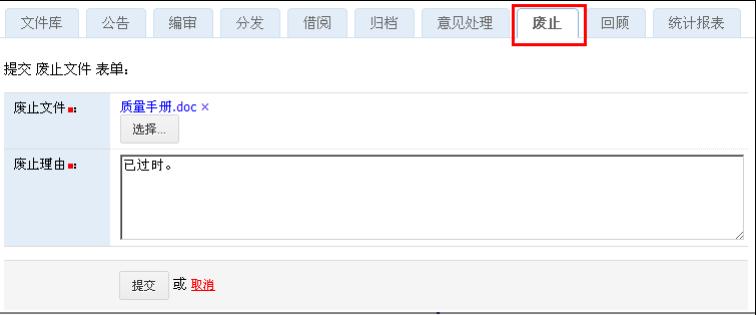 文件库 公告 编审 分发 借阅 归档 意见处理 废止 回顾 统计报表
提交 废止文件 表单:
废止文件 : 质量手册.doc ×
选择...
废止理由 : 已过时。
提交 或 取消